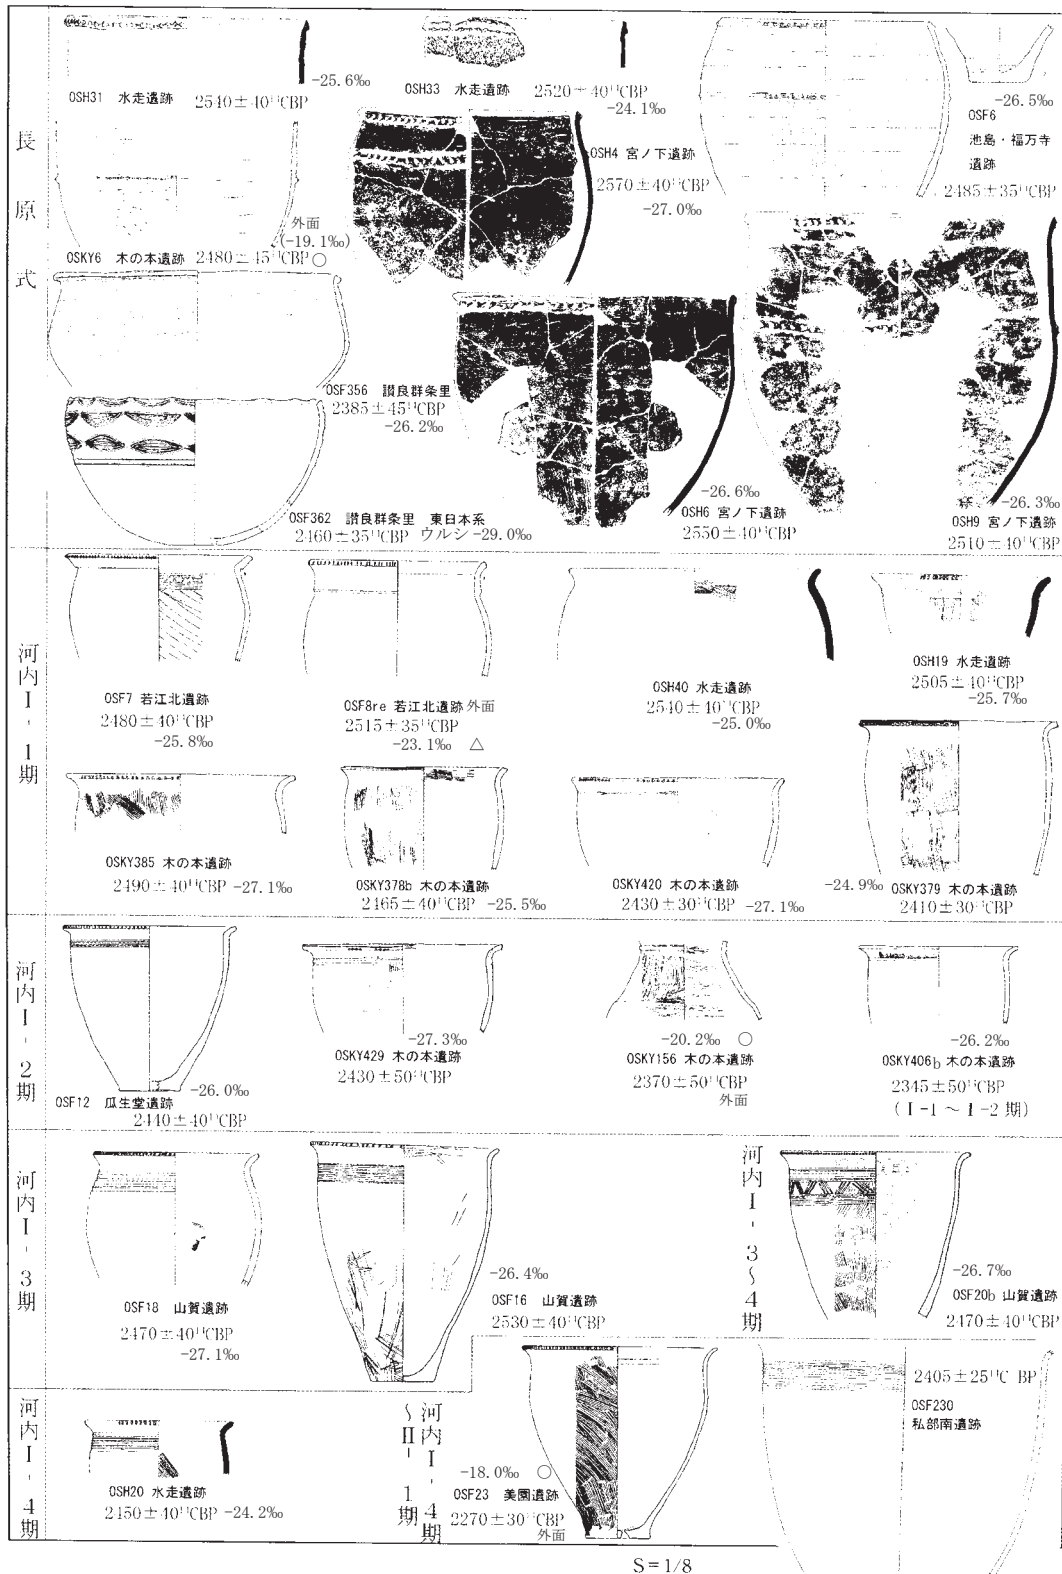 長原式
OSH31 水走遺跡 2540±40¹⁴CBP
-25.6‰
OSH33 水走遺跡 2520±40¹⁴CBP
-24.1‰
-26.5‰
OSF6
池島・福万寺
遺跡
2485±35¹⁴CBP
OSH4 宮ノ下遺跡
2570±40¹⁴CBP
-27.0‰
外面
(-19.1‰)
OSKY6 木の本遺跡 2480±45¹⁴CBP○
OSF356 讃良群条里
2385±45¹⁴CBP
-26.2‰
OSF362 讃良群条里 東日本系
2460±35¹⁴CBP ウルシ -29.0‰
-26.6‰
OSH6 宮ノ下遺跡
2550±40¹⁴CBP
-26.3‰
OSH9 宮ノ下遺跡
2510±40¹⁴CBP
河内Ⅰ-1期
OSF7 若江北遺跡
2480±40¹⁴CBP
-25.8‰
OSF8re 若江北遺跡 外面
2515±35¹⁴CBP
-23.1‰ △
OSH40 水走遺跡
2540±40¹⁴CBP
-25.0‰
OSH19 水走遺跡
2505±40¹⁴CBP
-25.7‰
OSKY385 木の本遺跡
2490±40¹⁴CBP -27.1‰
OSKY378b 木の本遺跡
2465±40¹⁴CBP -25.5‰
OSKY420 木の本遺跡
2430±30¹⁴CBP -27.1‰
-24.9‰ OSKY379 木の本遺跡
2410±30¹⁴CBP
河内Ⅰ-2期
-26.0‰
OSF12 瓜生堂遺跡
2440±40¹⁴CBP
-27.3‰
OSKY429 木の本遺跡
2430±50¹⁴CBP
-20.2‰ ○
OSKY156 木の本遺跡
2370±50¹⁴CBP
外面
-26.2‰
OSKY406b 木の本遺跡
2345±50¹⁴CBP
(Ⅰ-1～Ⅰ-2期)
河内Ⅰ-3期
OSF18 山賀遺跡
2470±40¹⁴CBP
-27.1‰
-26.4‰
OSF16 山賀遺跡
2530±40¹⁴CBP
河内Ⅰ-3～4期
-26.7‰
OSF20b 山賀遺跡
2470±40¹⁴CBP
河内Ⅰ-4期
OSH20 水走遺跡
2450±40¹⁴CBP -24.2‰
河内Ⅰ-4期
～Ⅱ-1期
-18.0‰ ○
OSF23 美園遺跡
2270±30¹⁴CBP
外面
2405±25¹⁴C BP
OSF230
私部南遺跡
S=1/8